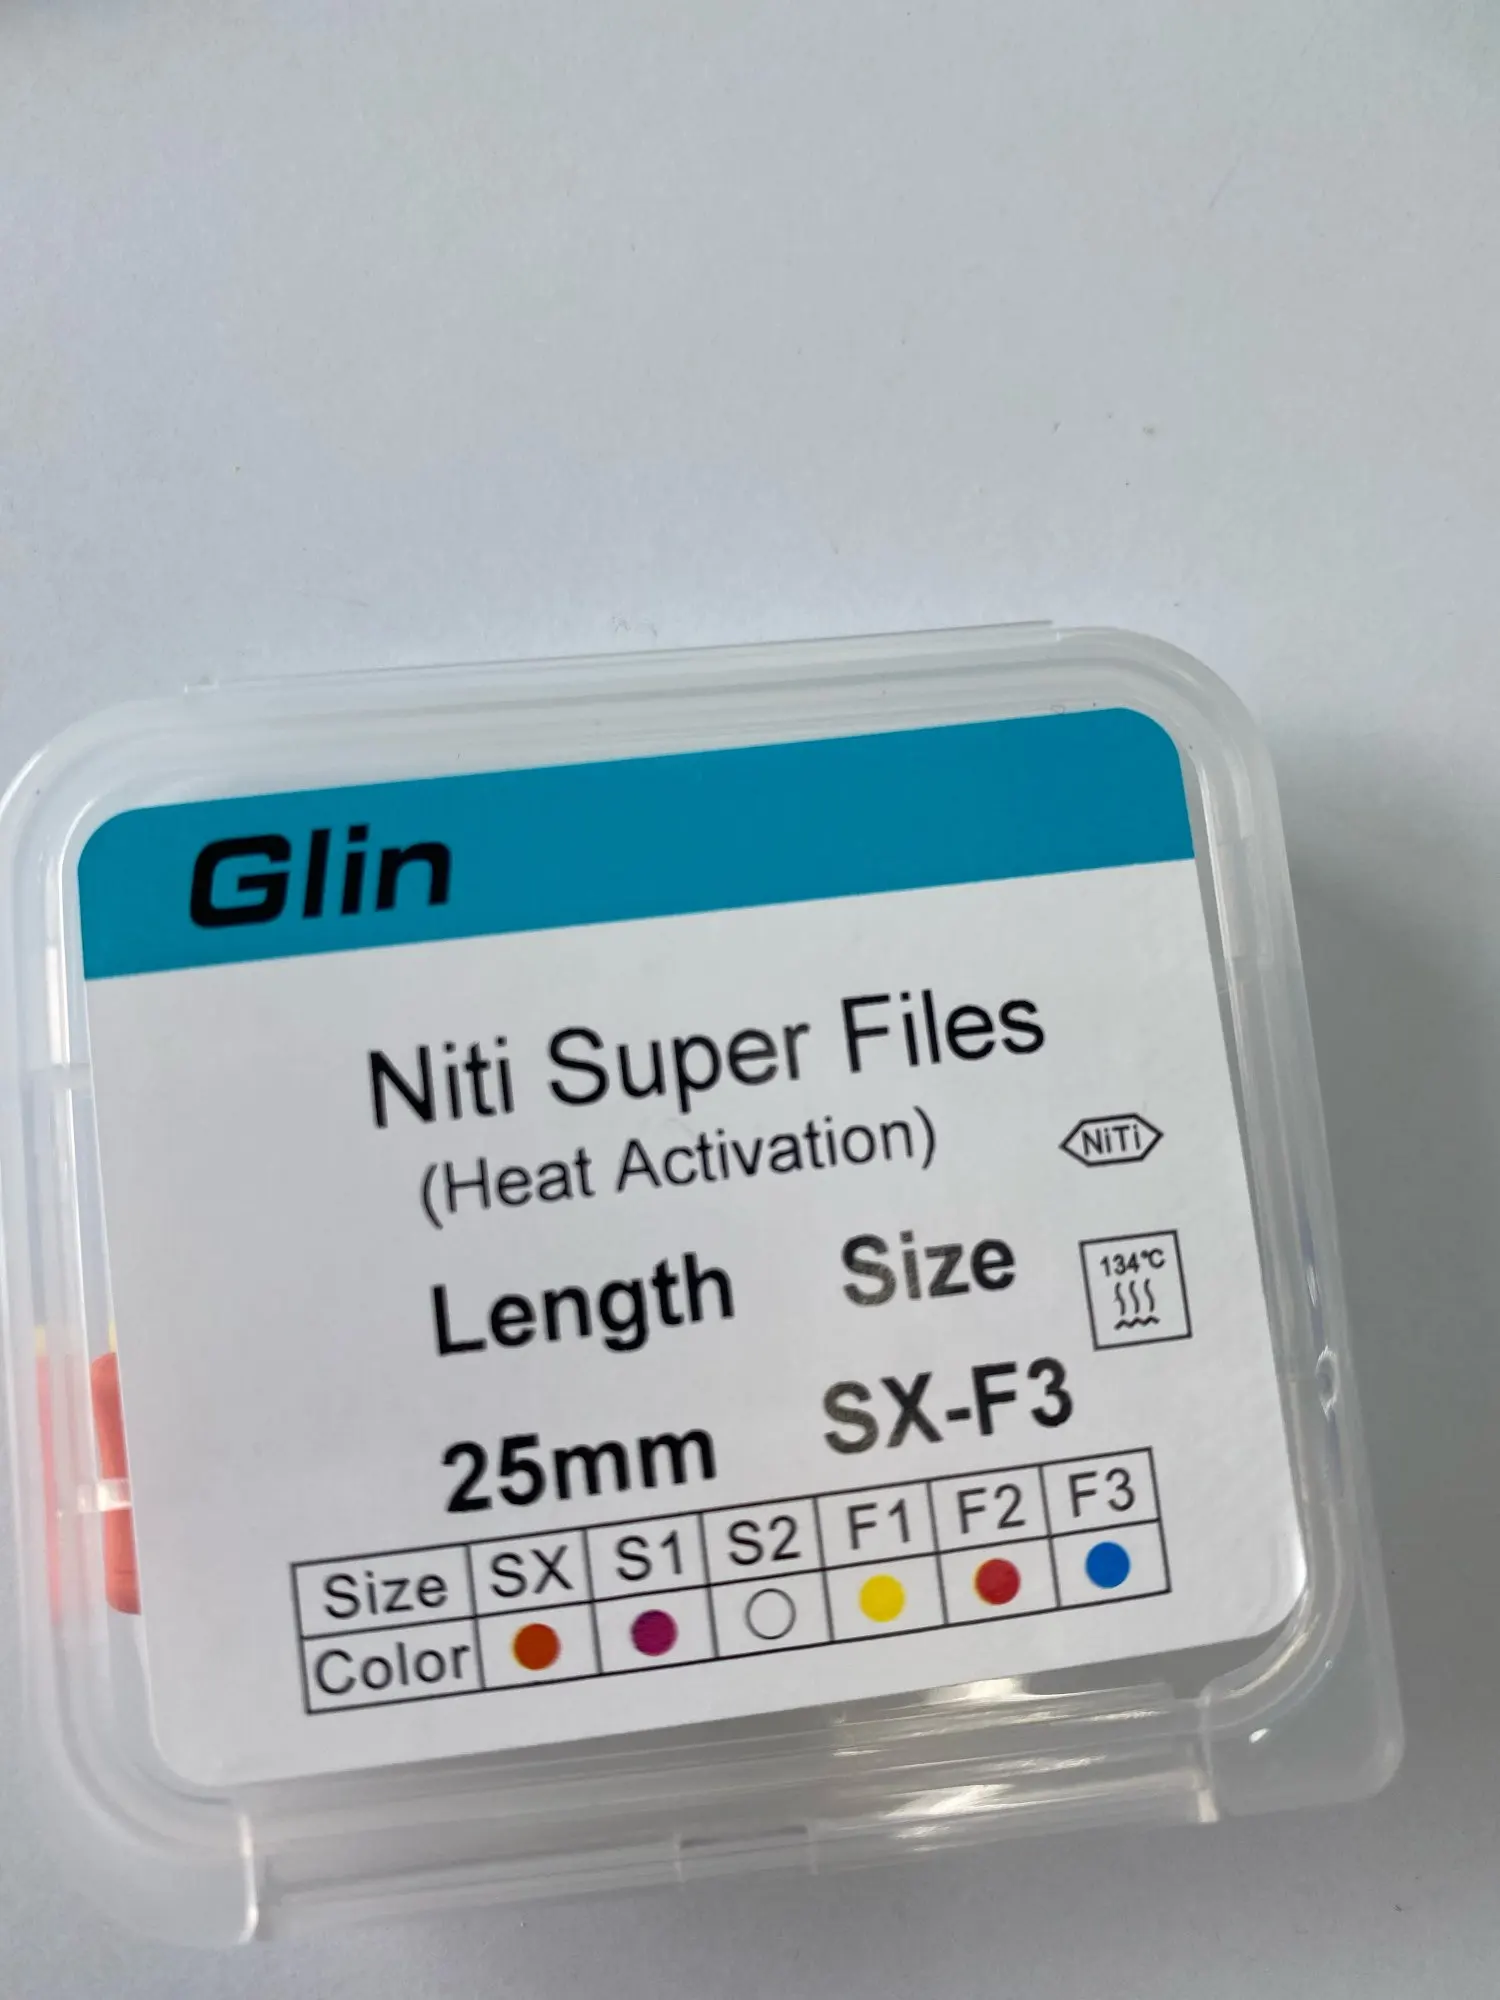 Glin
Niti Super Files
(Heat Activation)
NiTi
Length Size
134°C
25mm SX-F3
Size SX S1 S2 F1 F2 F3
Color